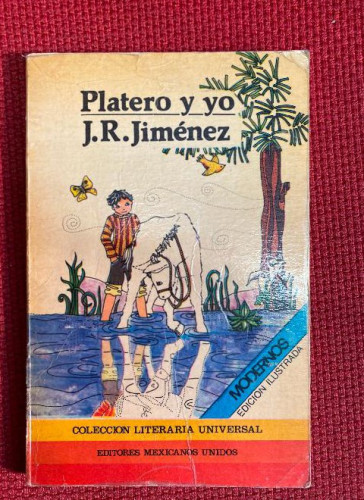 Platero y yo
J.R.Jiménez
MODERNOS
EDICION ILUSTRADA
COLECCION LITERARIA UNIVERSAL
EDITORES MEXICANOS UNIDOS